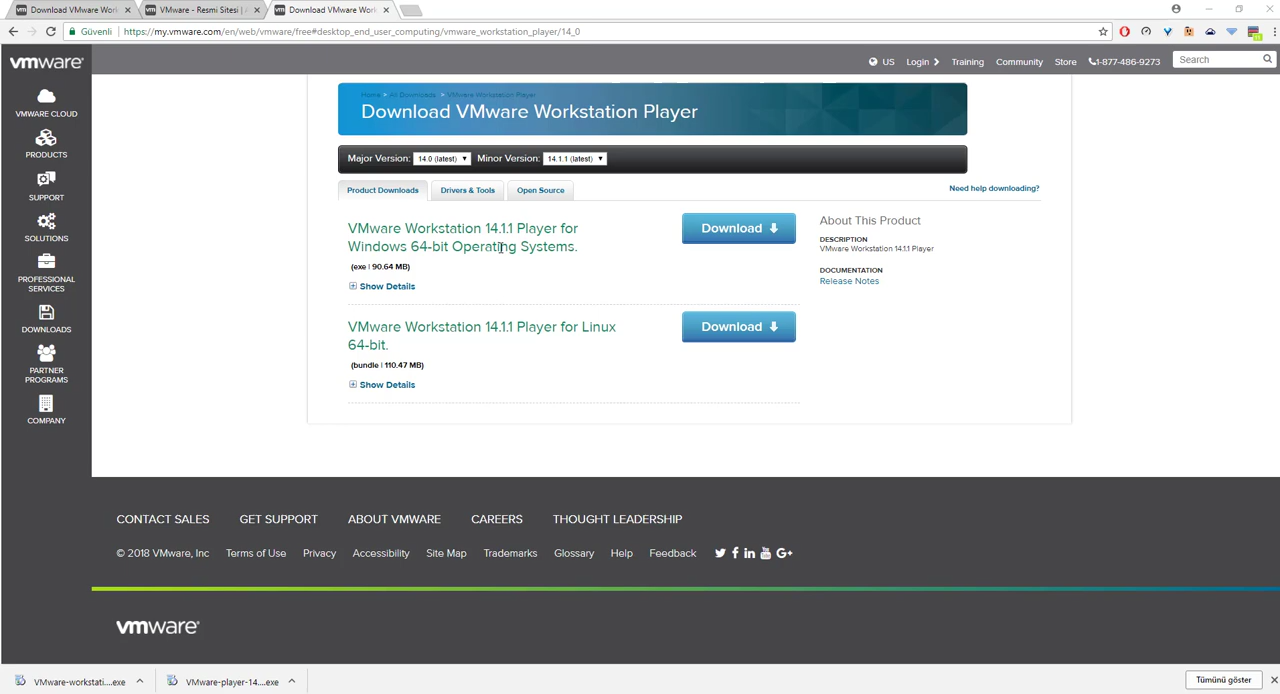 Download VMware Work
VMware - Resmi Sitesi |
Download VMware Workst
Güvenli
https://my.vmware.com/en/web/vmware/free#desktop_end_user_computing/vmware_workstation_player/14_0
vmware
US
Login
Training
Community
Store
1-877-486-9273
Search
VMWARE CLOUD
PRODUCTS
SUPPORT
SOLUTIONS
PROFESSIONAL
SERVICES
DOWNLOADS
PARTNER
PROGRAMS
COMPANY
Home > All Downloads > VMware Workstation Player
Download VMware Workstation Player
Major Version: 14.0 (latest) Minor Version: 14.1.1 (latest)
Product Downloads
Drivers & Tools
Open Source
Need help downloading?
VMware Workstation 14.1.1 Player for
Windows 64-bit Operating Systems.
(exe | 90.64 MB)
Show Details
Download
VMware Workstation 14.1.1 Player for Linux
64-bit.
(bundle | 110.47 MB)
Show Details
Download
About This Product
DESCRIPTION
VMware Workstation 14.1.1 Player
DOCUMENTATION
Release Notes
CONTACT SALES
GET SUPPORT
ABOUT VMWARE
CAREERS
THOUGHT LEADERSHIP
© 2018 VMware, Inc
Terms of Use
Privacy
Accessibility
Site Map
Trademarks
Glossary
Help
Feedback
vmware
VMware-workstati....exe
VMware-player-14....exe
Tümünü göster